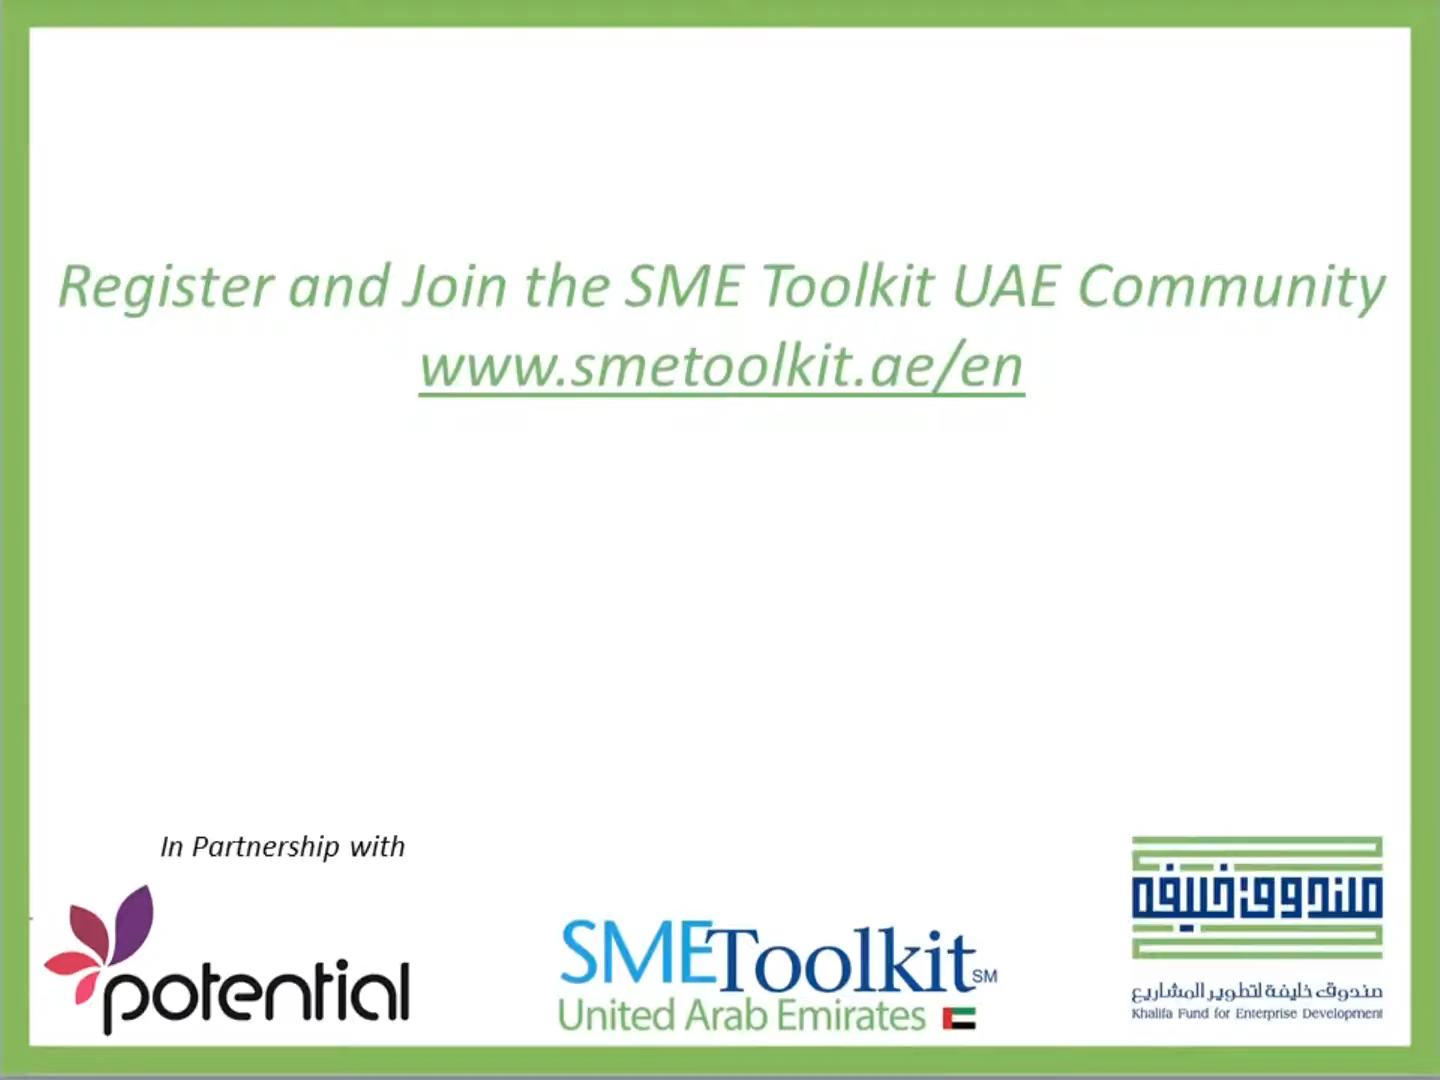 Register and Join the SME Toolkit UAE Community
www.smetoolkit.ae/en
In Partnership with
potential
SMEToolkit SM
United Arab Emirates
صندوق خليفة
صندوق خليفة لتطوير المشاريع
Khalifa Fund for Enterprise Development